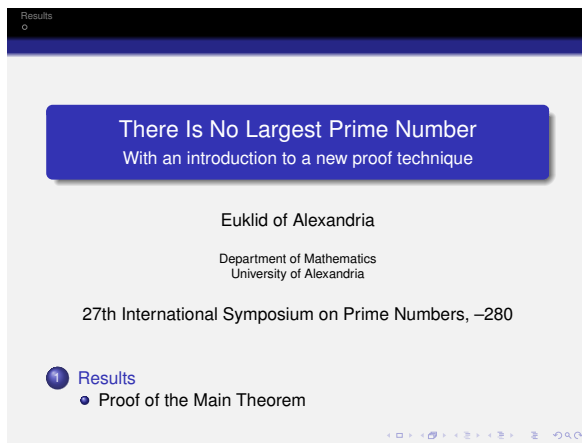 Results
There Is No Largest Prime Number
With an introduction to a new proof technique
Euklid of Alexandria
Department of Mathematics
University of Alexandria
27th International Symposium on Prime Numbers, –280
1 Results
Proof of the Main Theorem